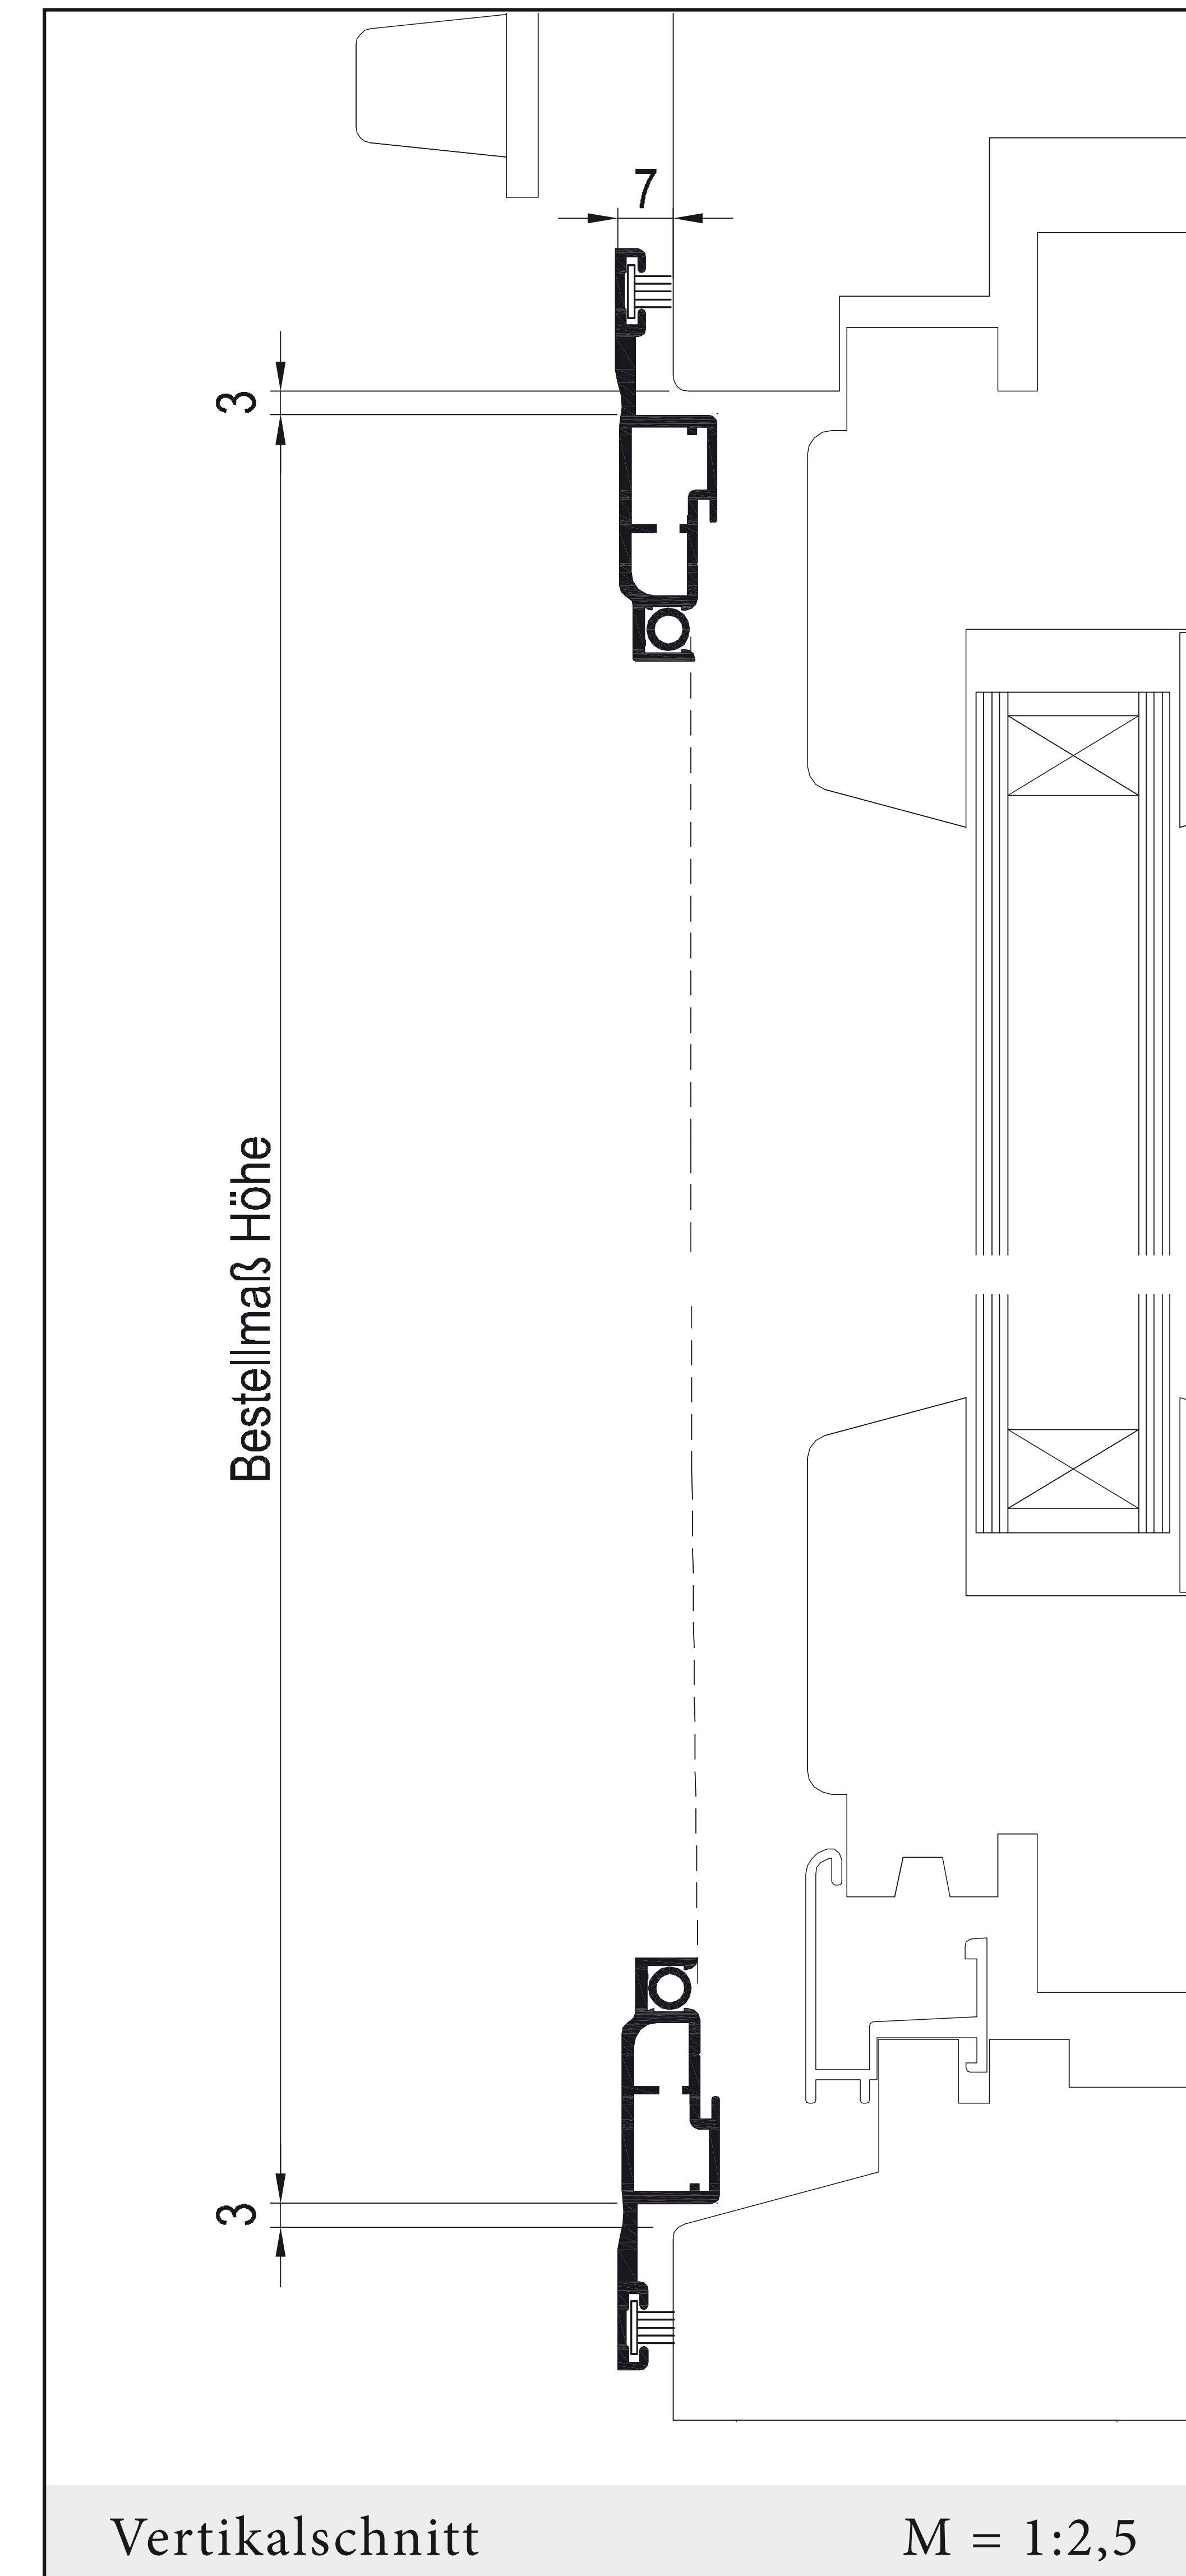 7
3
Bestellmaß Höhe
3
Vertikalschnitt
M = 1:2,5